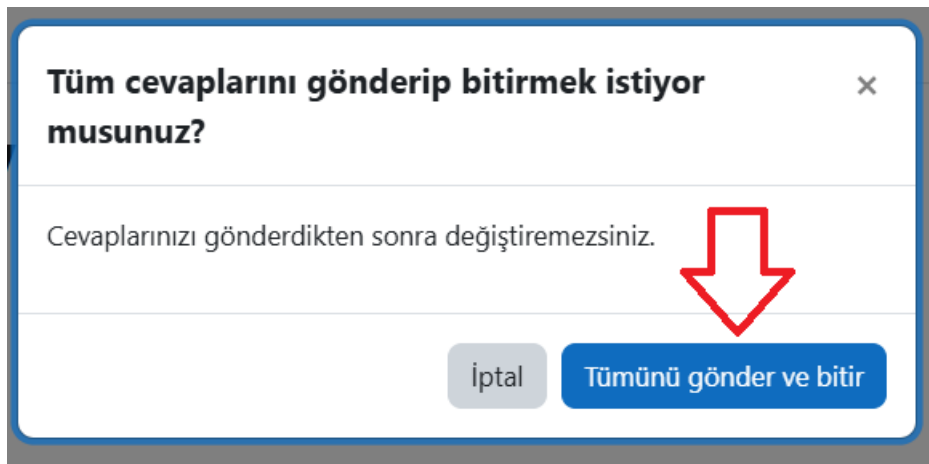 Tüm cevaplarını gönderip bitirmek istiyor
musunuz?
×
Cevaplarınızı gönderdikten sonra değiştiremezsiniz.
İptal
Tümünü gönder ve bitir